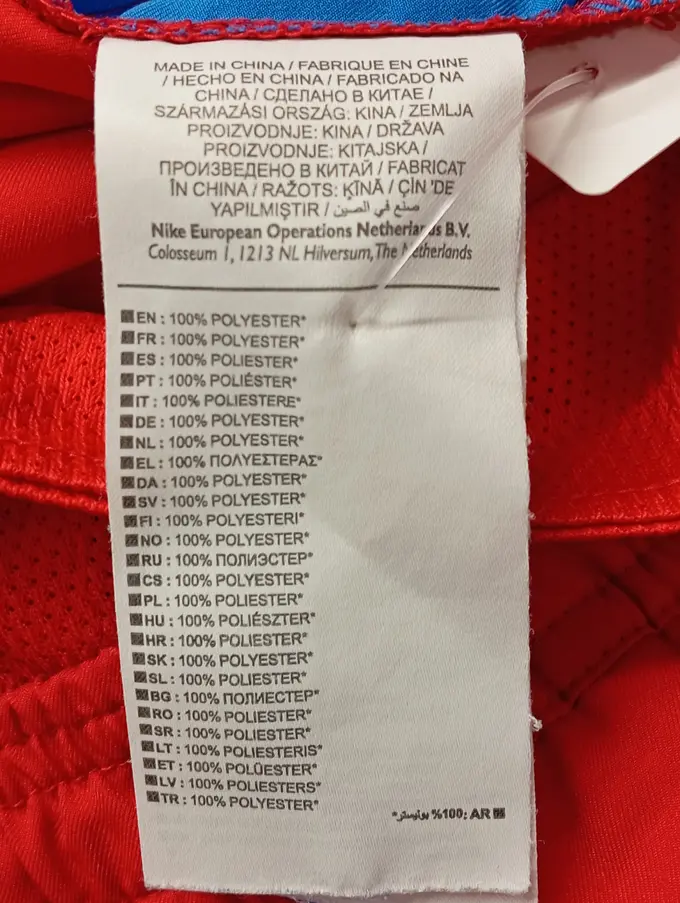 MADE IN CHINA / FABRIQUE EN CHINE
/ HECHO EN CHINA / FABRICADO NA
CHINA / СДЕЛАНО В КИТАЕ /
SZÁRMAZÁSI ORSZÁG: KINA / ZEMLJA
PROIZVODNJE: KINA / DRŽAVA
PROIZVODNJE: KITAJSKA /
ПРОИЗВЕДЕНО В КИТАЙ / FABRICAT
ÎN CHINA / RAŽOTS: ĶĪNĀ / ÇİN 'DE
YAPILMIŞTIR / صنع في الصين
Nike European Operations Netherlands B.V.
Colosseum 1, 1213 NL Hilversum, The Netherlands
EN : 100% POLYESTER*
FR : 100% POLYESTER*
ES : 100% POLIESTER*
PT : 100% POLIÉSTER*
IT : 100% POLIESTERE*
DE : 100% POLYESTER*
NL : 100% POLYESTER*
EL : 100% ΠΟΛΥΕΣΤΕΡΑΣ*
DA : 100% POLYESTER*
SV : 100% POLYESTER*
FI : 100% POLYESTERI*
NO : 100% POLYESTER*
RU : 100% ПОЛИЭСТЕР*
CS : 100% POLYESTER*
PL : 100% POLIESTER*
HU : 100% POLIÉSZTER*
HR : 100% POLIESTER*
SK : 100% POLYESTER*
SL : 100% POLIESTER*
BG : 100% ПОЛИЕСТЕР*
RO : 100% POLIESTER*
SR : 100% POLIESTER*
LT : 100% POLIESTERIS*
ET : 100% POLÜESTER*
LV : 100% POLIESTERS*
TR : 100% POLYESTER*
AR :100% بوليستر*